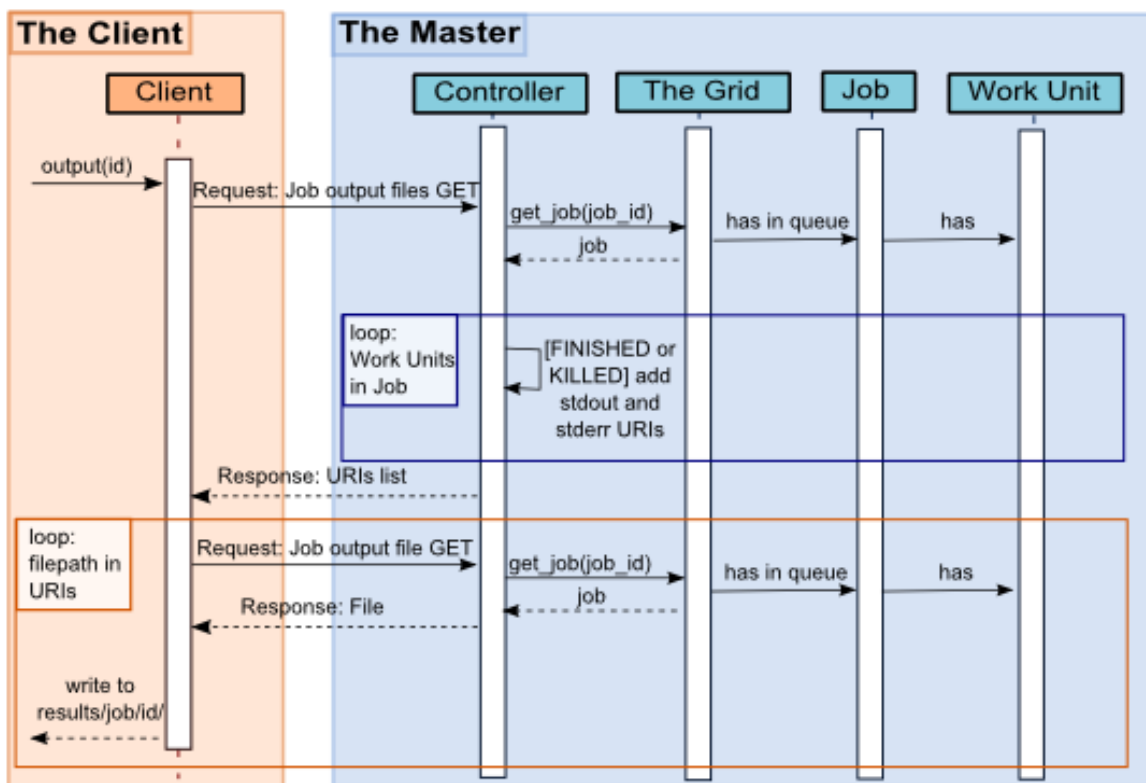 The Client
The Master
Client
Controller
The Grid
Job
Work Unit
output(id)
Request: Job output files GET
get_job(job_id)
has in queue
has
job
loop:
Work Units
in Job
[FINISHED or
KILLED] add
stdout and
stderr URIs
Response: URIs list
loop:
filepath in
URIs
Request: Job output file GET
get_job(job_id)
has in queue
has
job
Response: File
write to
results/job/id/